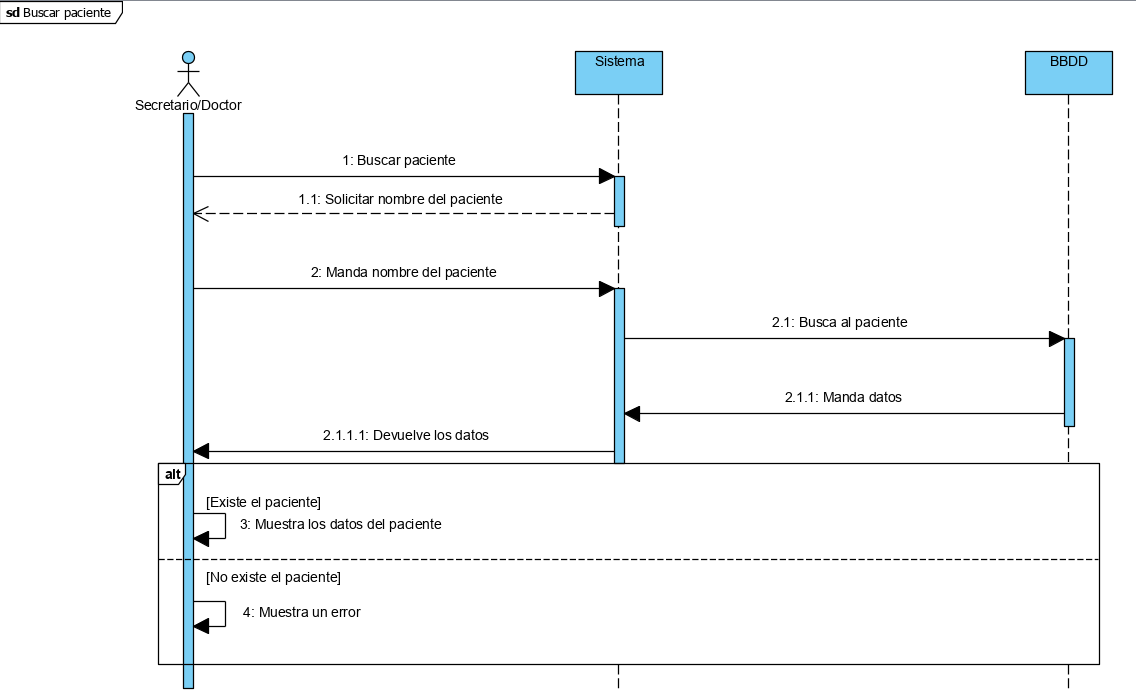 sd Buscar paciente
Secretario/Doctor
Sistema
BBDD
1: Buscar paciente
1.1: Solicitar nombre del paciente
2: Manda nombre del paciente
2.1: Busca al paciente
2.1.1: Manda datos
2.1.1.1: Devuelve los datos
alt
[Existe el paciente]
3: Muestra los datos del paciente
[No existe el paciente]
4: Muestra un error